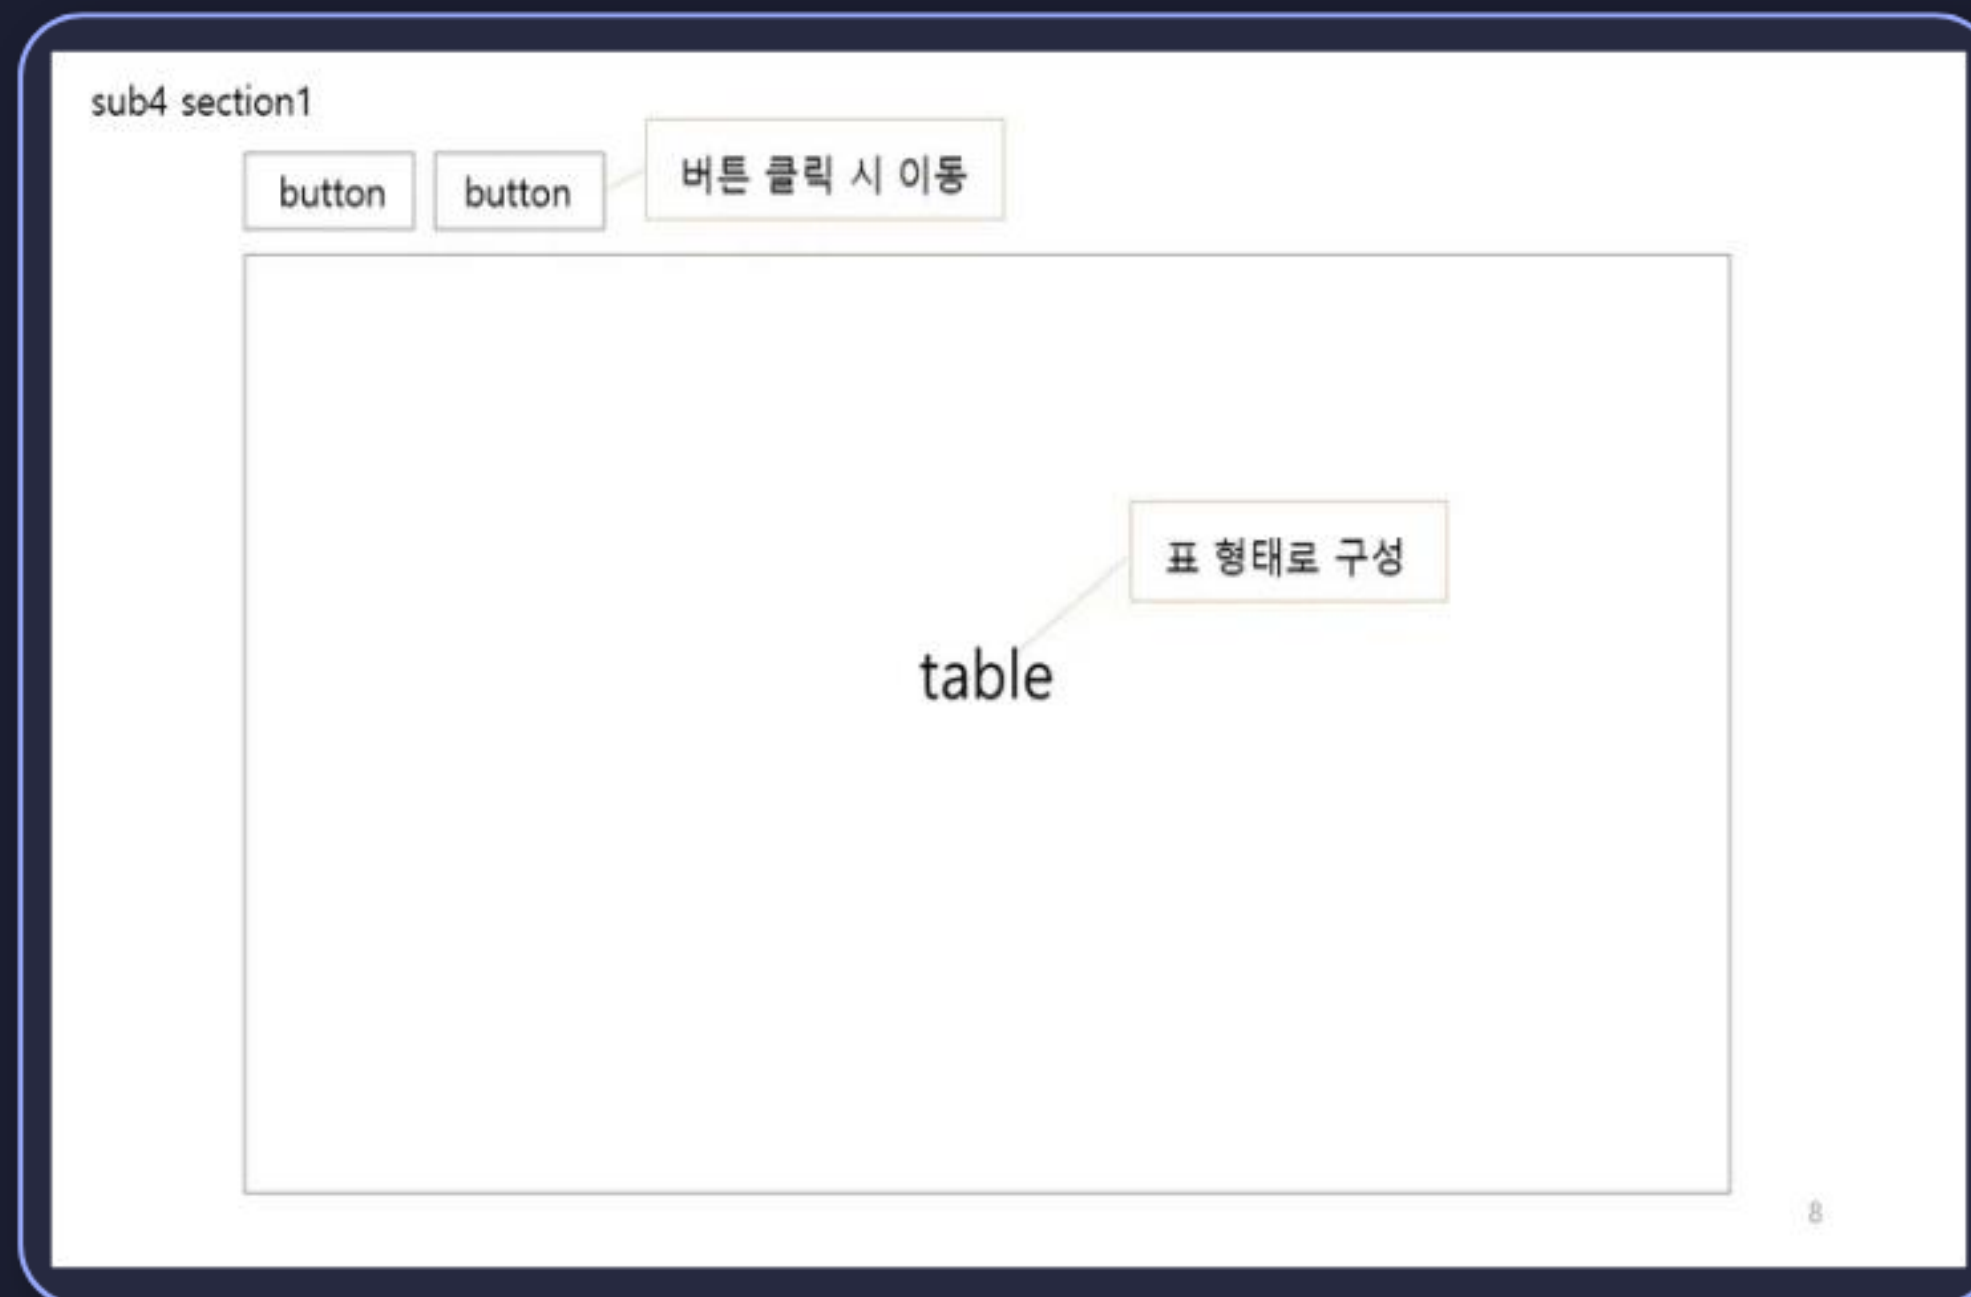 sub4 section1
button
button
버튼 클릭 시 이동
표 형태로 구성
table
8